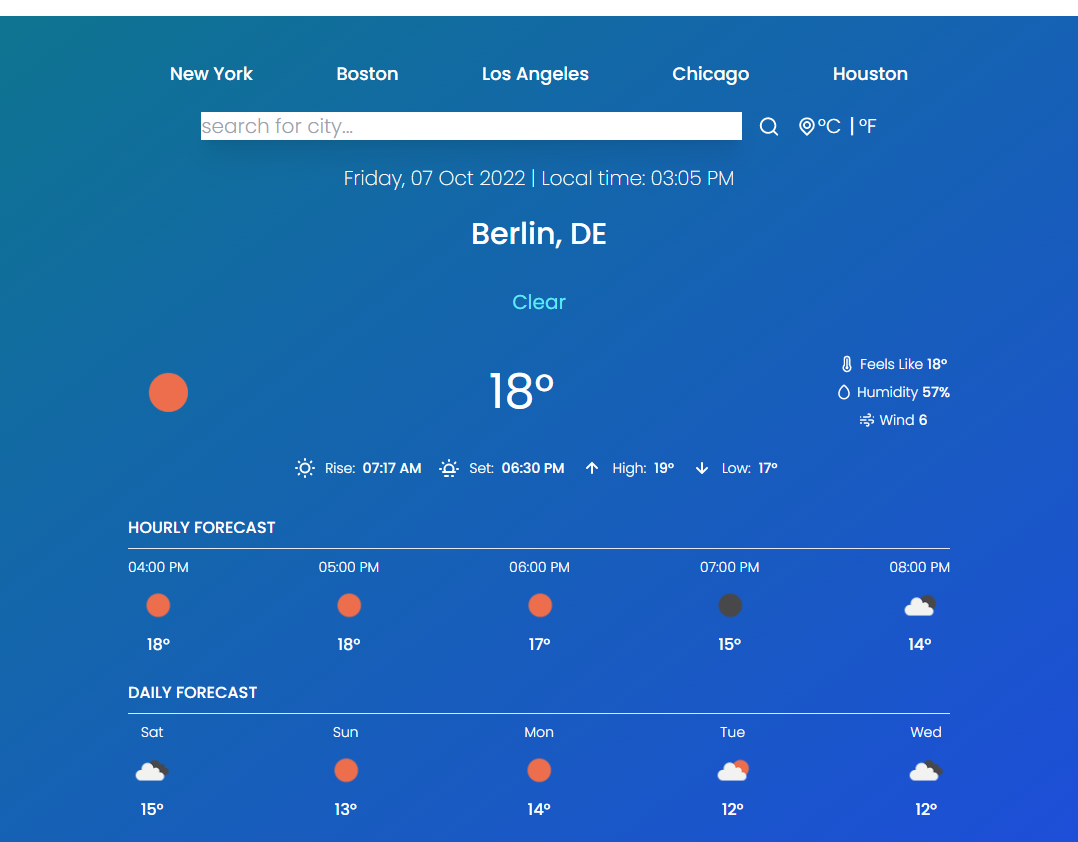 New York Boston Los Angeles Chicago Houston
search for city... °C | °F
Friday, 07 Oct 2022 | Local time: 03:05 PM
Berlin, DE
Clear
18°
Feels Like 18°
Humidity 57%
Wind 6
Rise: 07:17 AM Set: 06:30 PM High: 19° Low: 17°
HOURLY FORECAST
04:00 PM 05:00 PM 06:00 PM 07:00 PM 08:00 PM
18° 18° 17° 15° 14°
DAILY FORECAST
Sat Sun Mon Tue Wed
15° 13° 14° 12° 12°